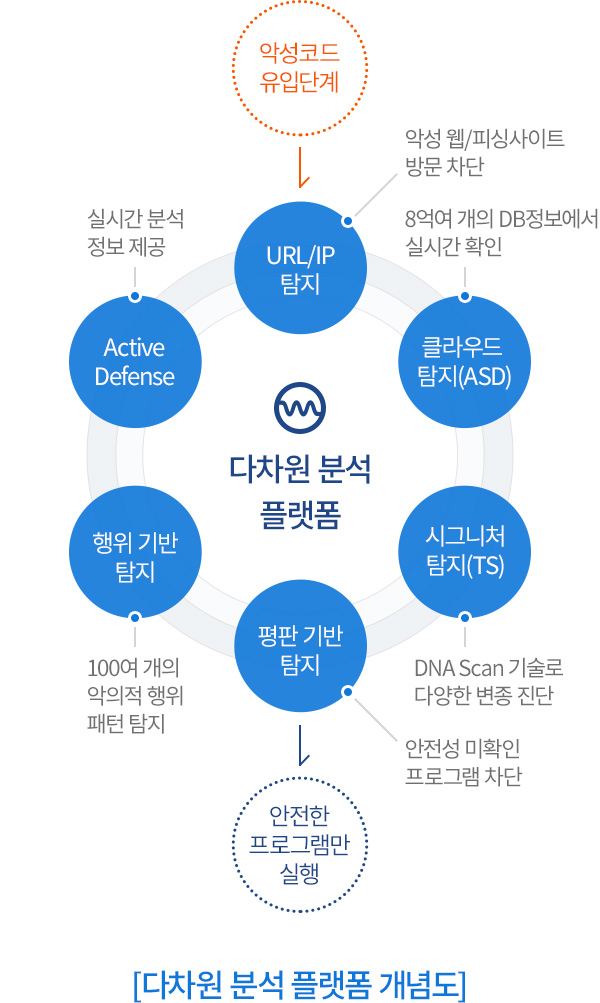 악성코드
유입단계
악성 웹/피싱사이트
방문 차단
URL/IP
탐지
실시간 분석
정보 제공
8억여 개의 DB정보에서
실시간 확인
Active
Defense
클라우드
탐지(ASD)
다차원 분석
플랫폼
행위 기반
탐지
시그니처
탐지(TS)
평판 기반
탐지
100여 개의
악의적 행위
패턴 탐지
DNA Scan 기술로
다양한 변종 진단
안전성 미확인
프로그램 차단
안전한
프로그램만
실행
[다차원 분석 플랫폼 개념도]